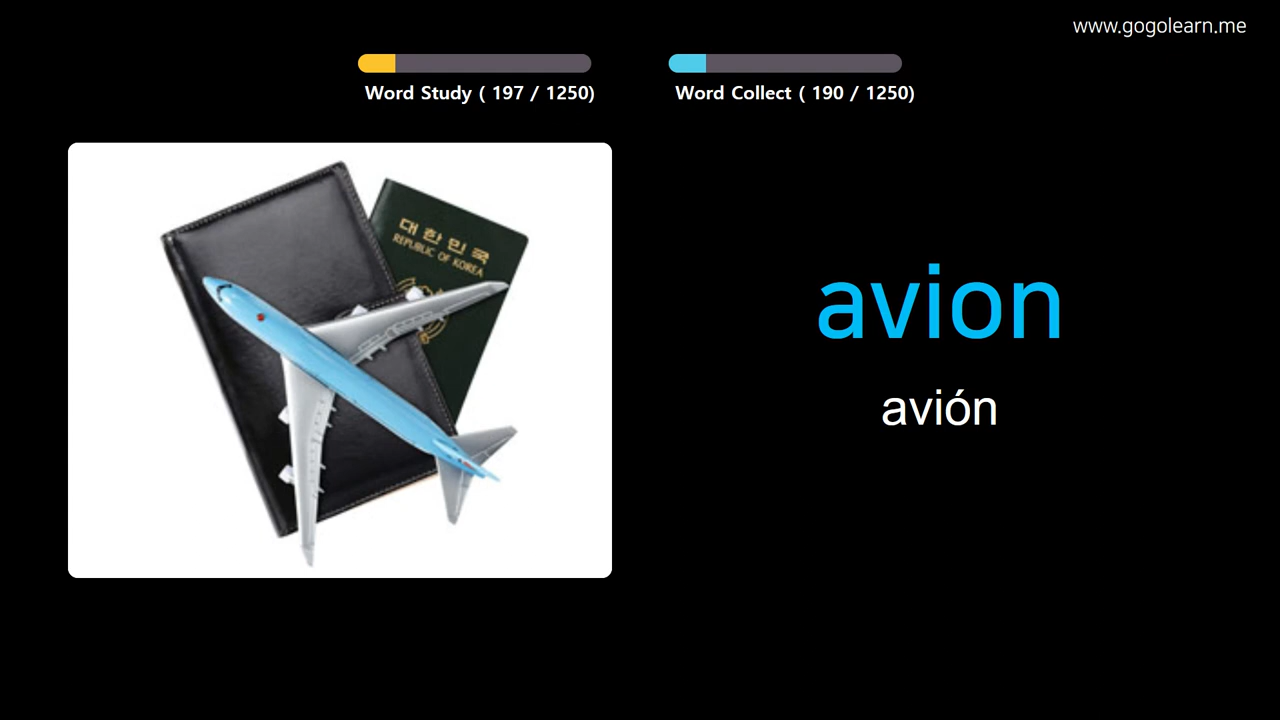 www.gogolearn.me
Word Study ( 197 / 1250)
Word Collect ( 190 / 1250)
대한민국
REPUBLIC OF KOREA
avion
avión